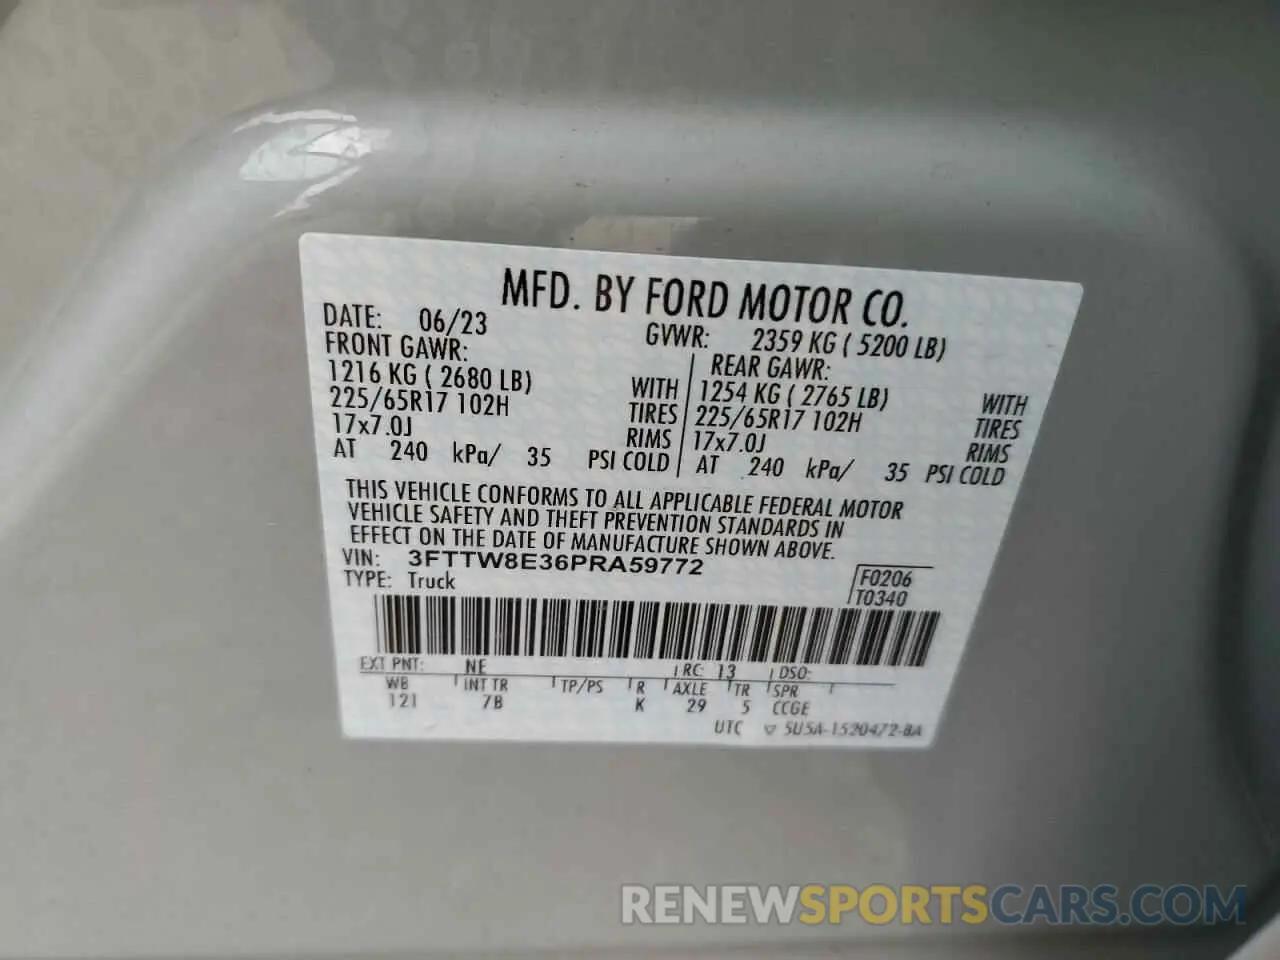 MFD. BY FORD MOTOR CO.
DATE: 06/23 GVWR: 2359 KG ( 5200 LB)
FRONT GAWR: REAR GAWR:
1216 KG ( 2680 LB) WITH 1254 KG ( 2765 LB) WITH
225/65R17 102H TIRES 225/65R17 102H TIRES
17x7.0J RIMS 17x7.0J RIMS
AT 240 kPa/ 35 PSI COLD AT 240 kPa/ 35 PSI COLD
THIS VEHICLE CONFORMS TO ALL APPLICABLE FEDERAL MOTOR
VEHICLE SAFETY AND THEFT PREVENTION STANDARDS IN
EFFECT ON THE DATE OF MANUFACTURE SHOWN ABOVE.
VIN: 3FTTW8E36PRA59772
TYPE: Truck
F0206
T0340
EXT PNT: NE RC: 13 DSO:
WB INT TR TP/PS R AXLE TR SPR
121 7B K 29 5 CCGE
UTC ▽ 5U5A-1520472-BA
RENEWSPORTSCARS.COM